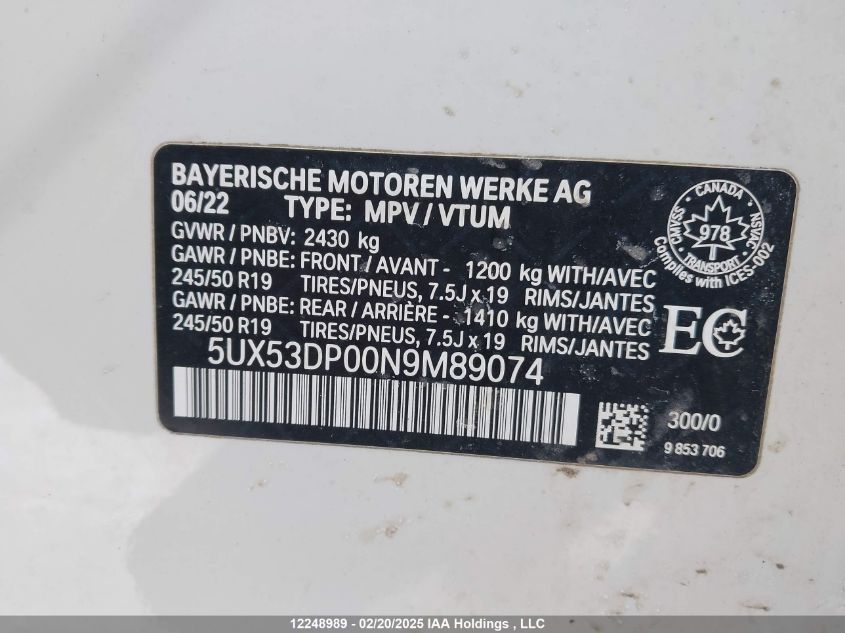 BAYERISCHE MOTOREN WERKE AG
06/22 TYPE: MPV / VTUM
GVWR / PNBV: 2430 kg
GAWR / PNBE: FRONT / AVANT - 1200 kg WITH/AVEC
245/50 R19 TIRES/PNEUS, 7.5J x 19 RIMS/JANTES
GAWR / PNBE: REAR / ARRIÈRE - 1410 kg WITH/AVEC
245/50 R19 TIRES/PNEUS, 7.5J x 19 RIMS/JANTES
5UX53DP00N9M89074
CANADA
CMVSS
978
NSVAC
TRANSPORT
Complies with ICES-002
EC
300/0
9 853 706
12248989 - 02/20/2025 IAA Holdings , LLC